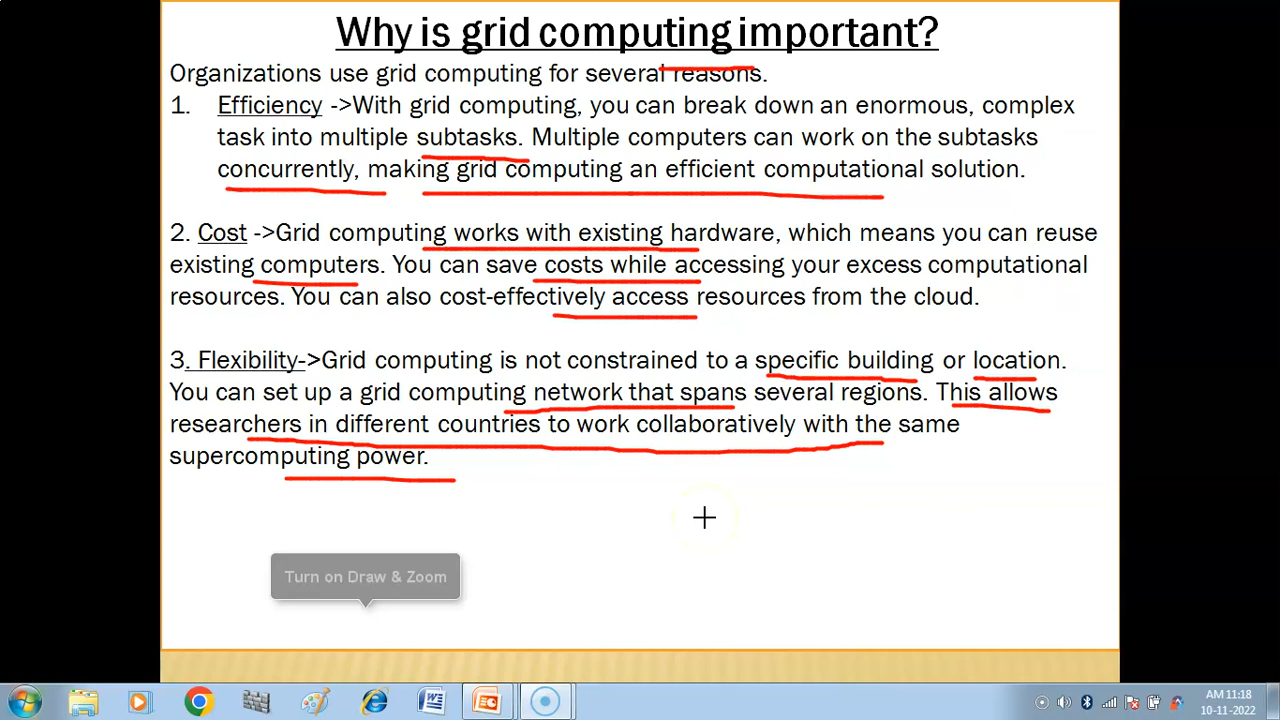 Why is grid computing important?
Organizations use grid computing for several reasons.
1. Efficiency ->With grid computing, you can break down an enormous, complex
task into multiple subtasks. Multiple computers can work on the subtasks
concurrently, making grid computing an efficient computational solution.
2. Cost ->Grid computing works with existing hardware, which means you can reuse
existing computers. You can save costs while accessing your excess computational
resources. You can also cost-effectively access resources from the cloud.
3. Flexibility->Grid computing is not constrained to a specific building or location.
You can set up a grid computing network that spans several regions. This allows
researchers in different countries to work collaboratively with the same
supercomputing power.
Turn on Draw & Zoom
AM 11:18
10-11-2022